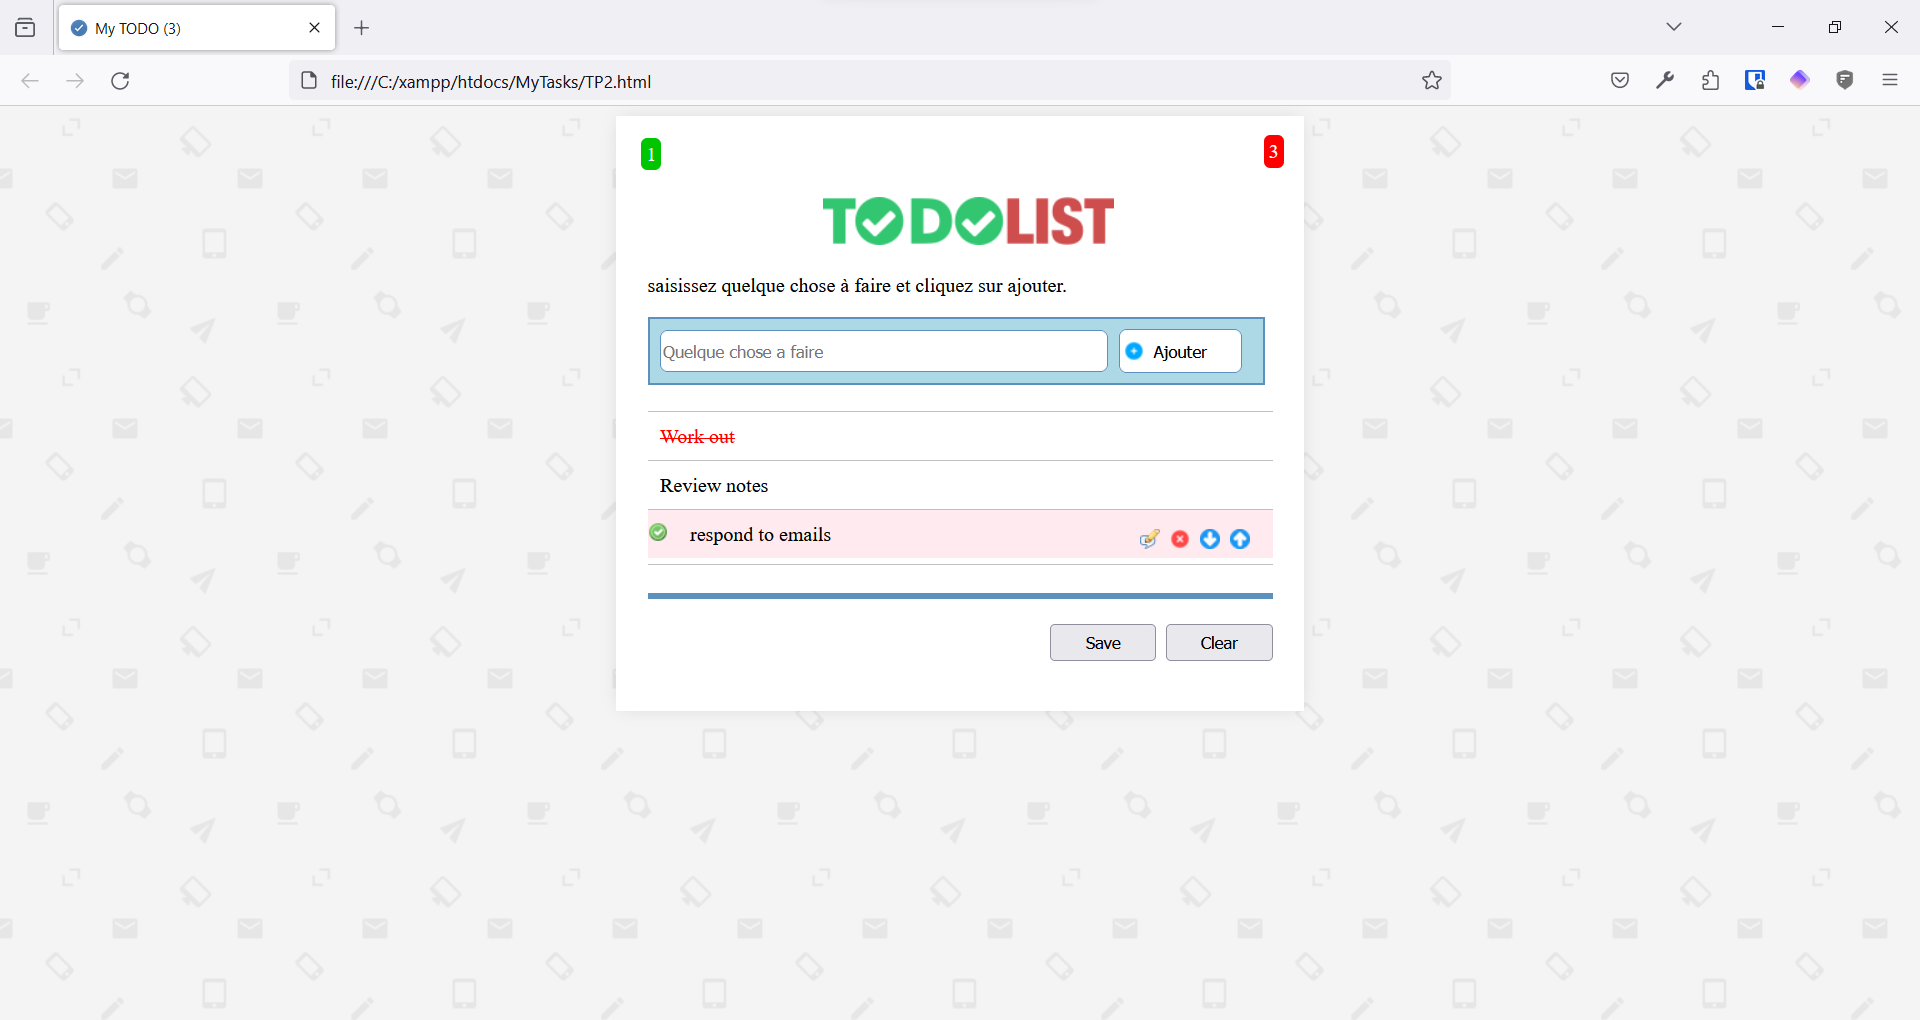 My TODO (3)
file:///C:/xampp/htdocs/MyTasks/TP2.html
1
3
TODOLIST
saisissez quelque chose à faire et cliquez sur ajouter.
Quelque chose a faire
Ajouter
Work out
Review notes
respond to emails
Save
Clear